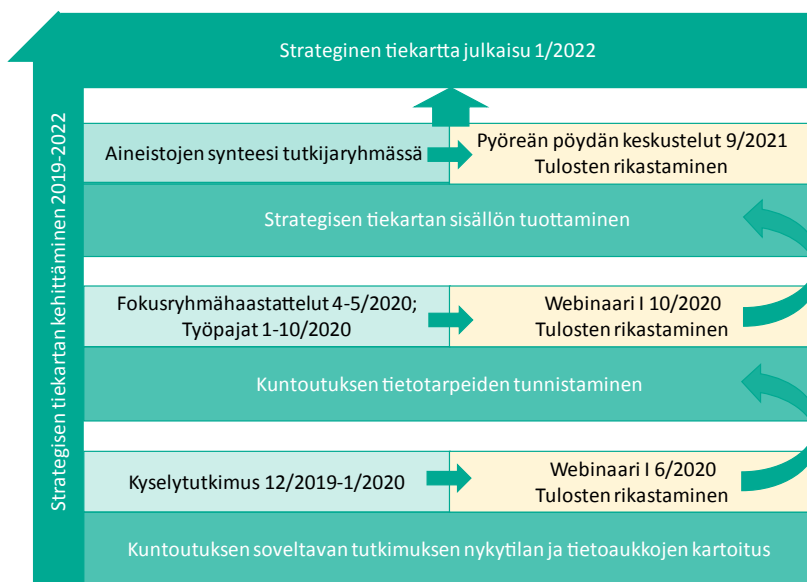 Strateginen tiekartta julkaisu 1/2022
Strategisen tiekartan kehittäminen 2019-2022
Aineistojen synteesi tutkijaryhmässä
Pyöreän pöydän keskustelut 9/2021
Tulosten rikastaminen
Strategisen tiekartan sisällön tuottaminen
Fokusryhmähaastattelut 4-5/2020;
Työpajat 1-10/2020
Webinaari I 10/2020
Tulosten rikastaminen
Kuntoutuksen tietotarpeiden tunnistaminen
Kyselytutkimus 12/2019-1/2020
Webinaari I 6/2020
Tulosten rikastaminen
Kuntoutuksen soveltavan tutkimuksen nykytilan ja tietoaukkojen kartoitus